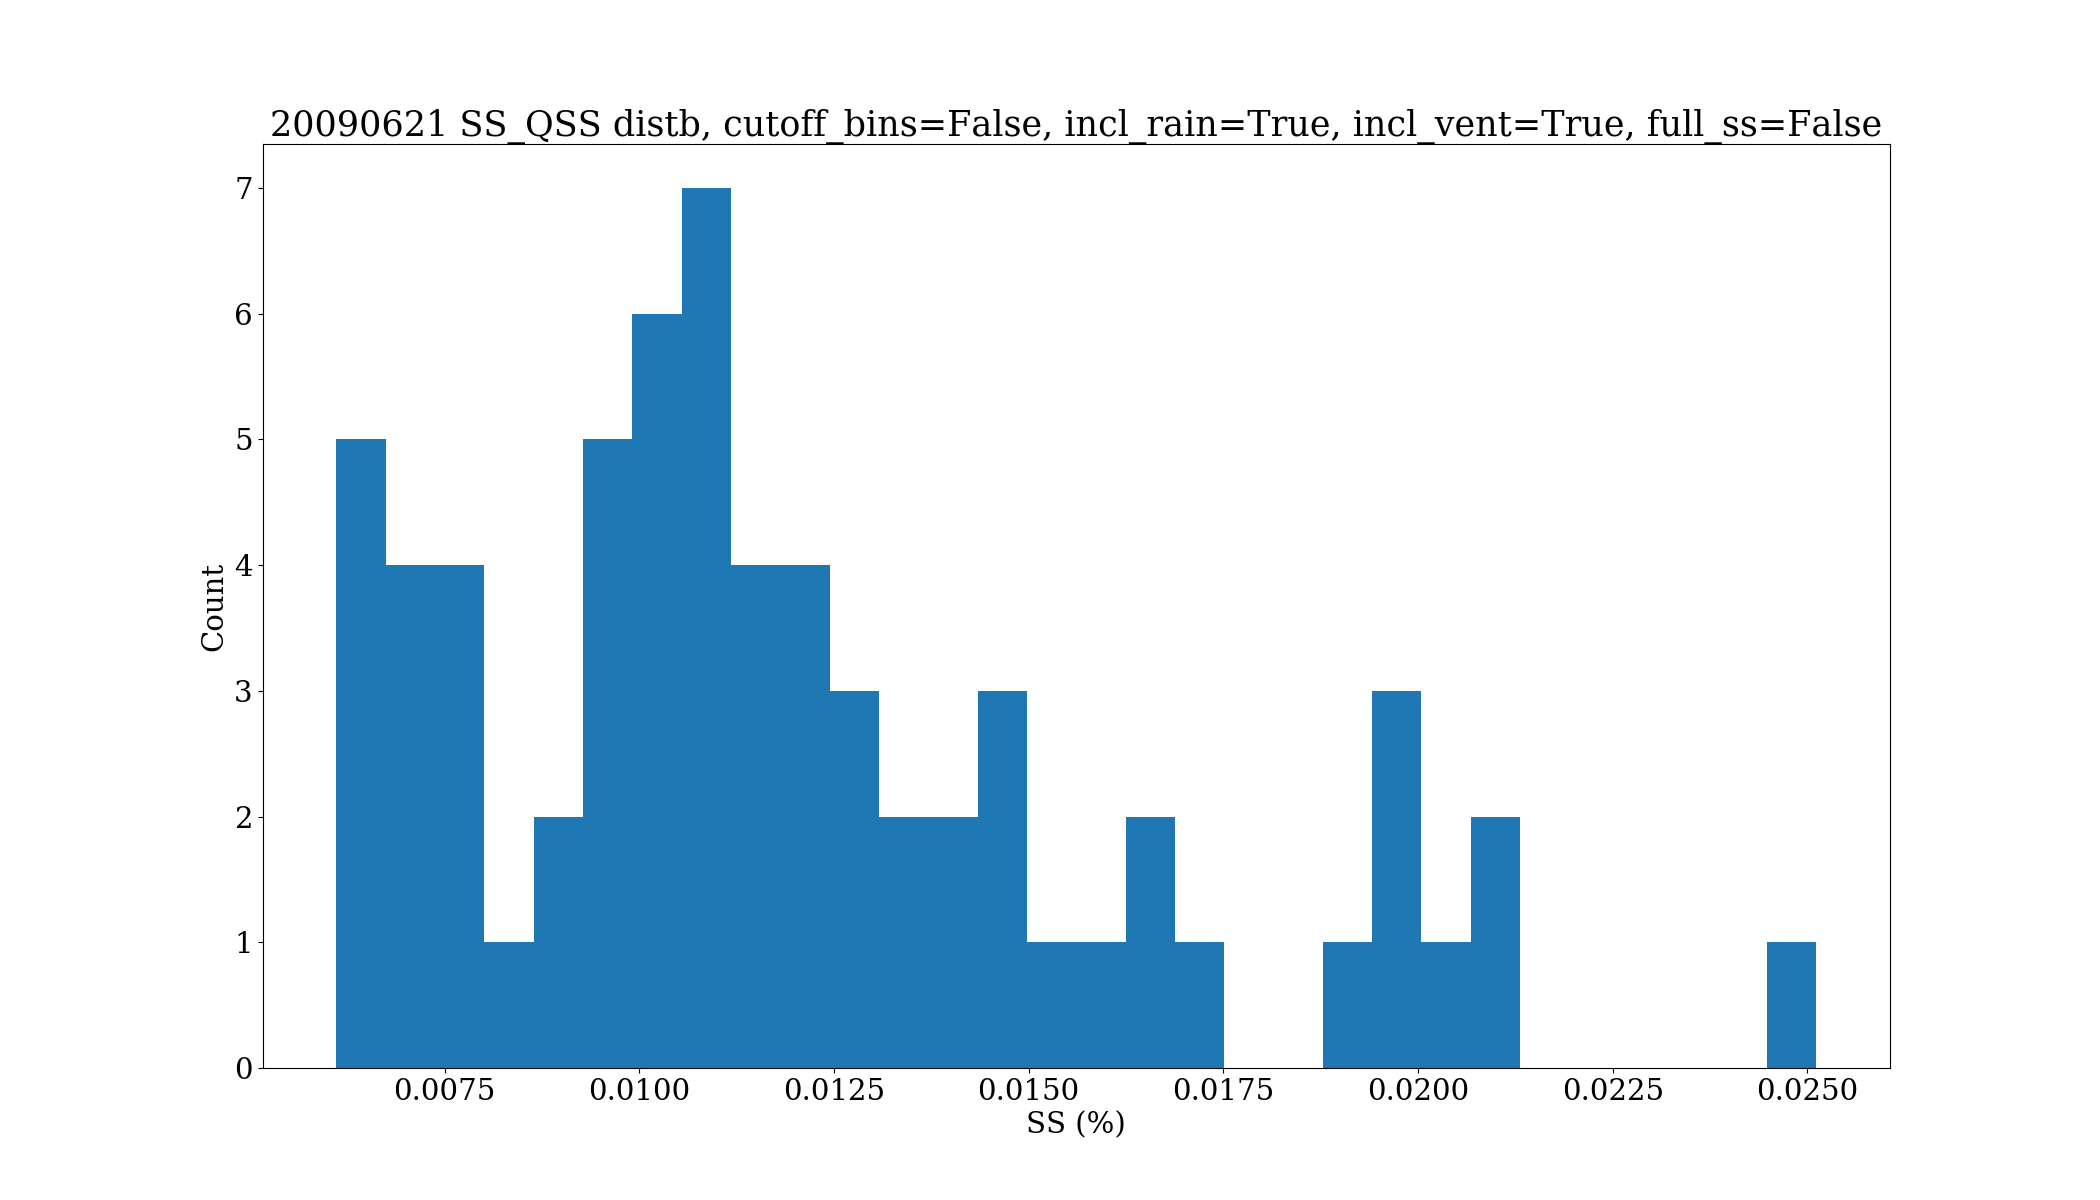 20090621 SS_QSS distb, cutoff_bins=False, incl_rain=True, incl_vent=True, full_ss=False
7
6
5
4
3
2
1
0
Count
0.0075 0.0100 0.0125 0.0150 0.0175 0.0200 0.0225 0.0250
SS (%)